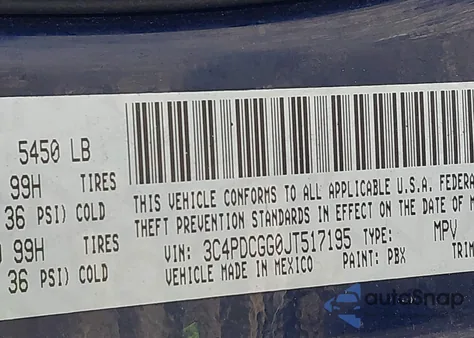 5450 LB
99H TIRES
36 PSI) COLD
99H TIRES
36 PSI) COLD
THIS VEHICLE CONFORMS TO ALL APPLICABLE U.S.A. FEDERA
THEFT PREVENTION STANDARDS IN EFFECT ON THE DATE OF M
VIN: 3C4PDCGG0JT517195 TYPE: MPV
VEHICLE MADE IN MEXICO PAINT: PBX TRIM
autoSnap